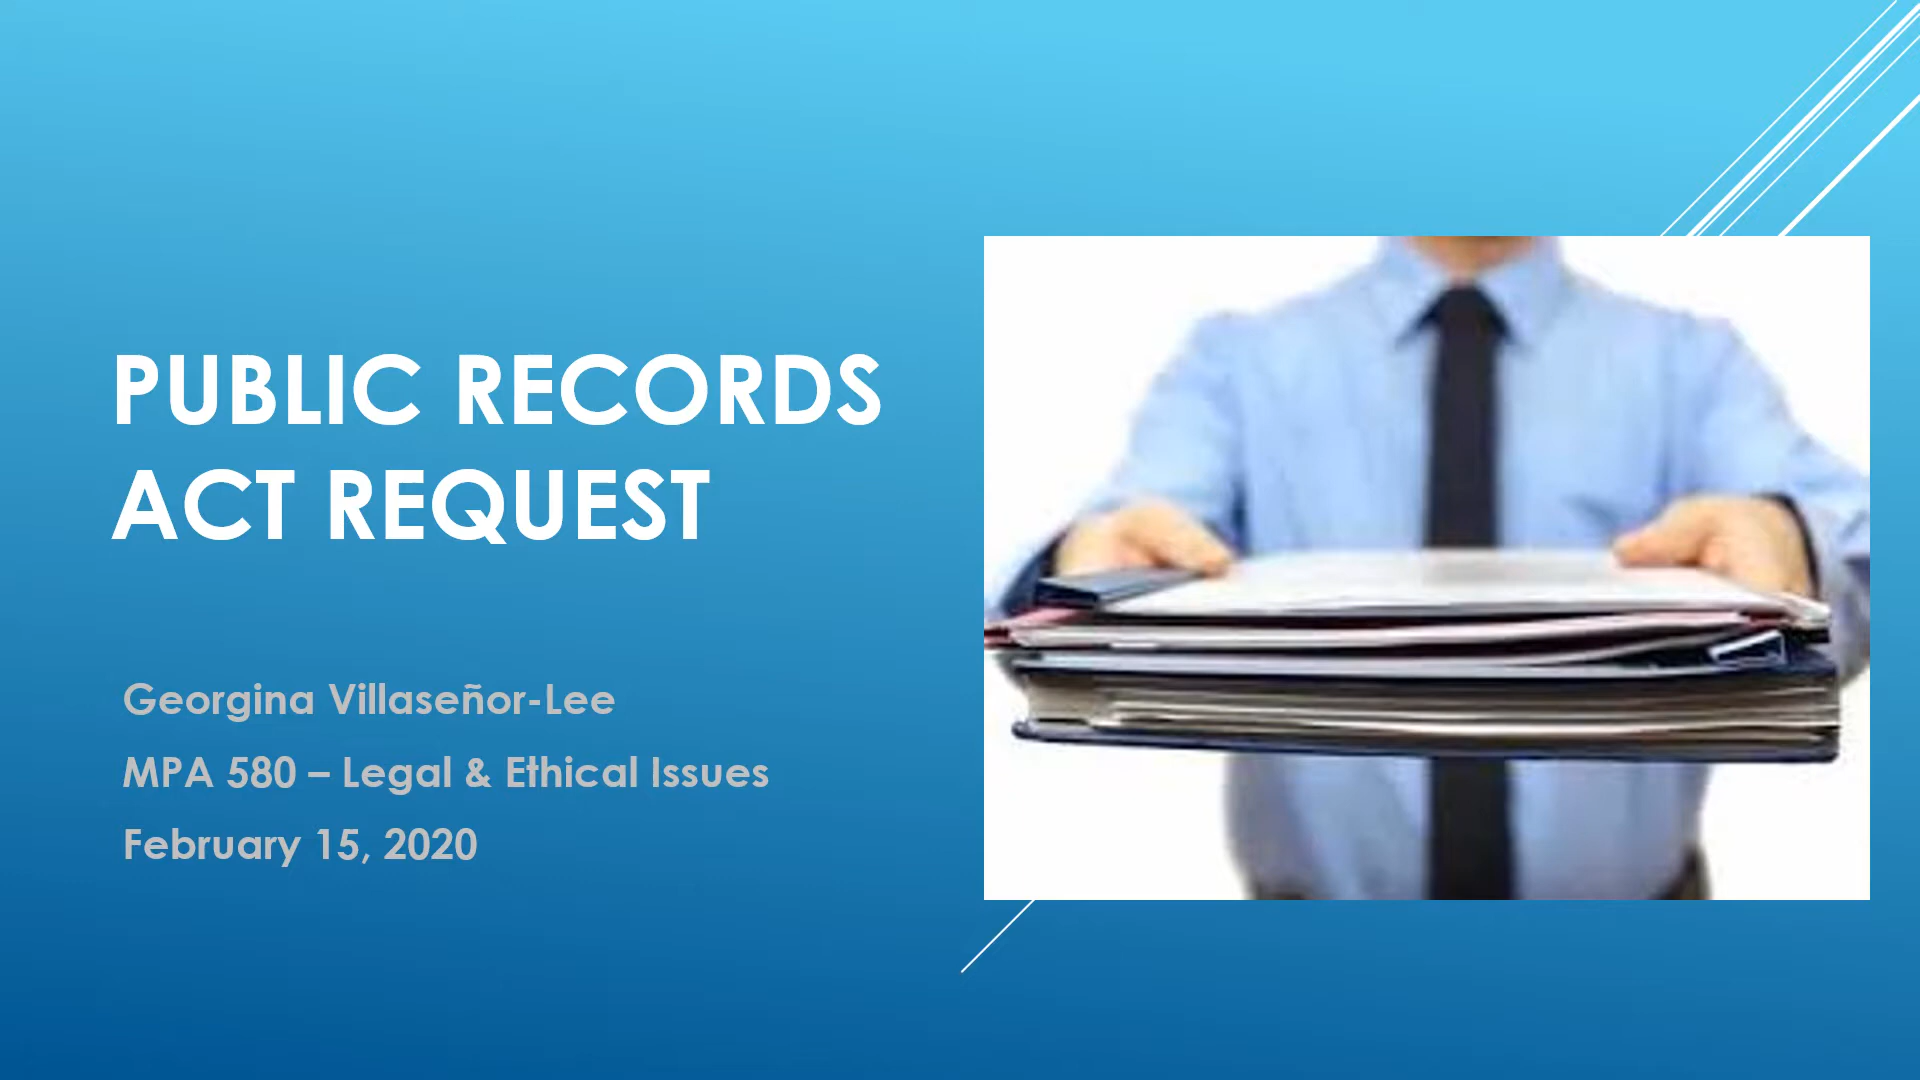 PUBLIC RECORDS
ACT REQUEST
Georgina Villaseñor-Lee
MPA 580 – Legal & Ethical Issues
February 15, 2020